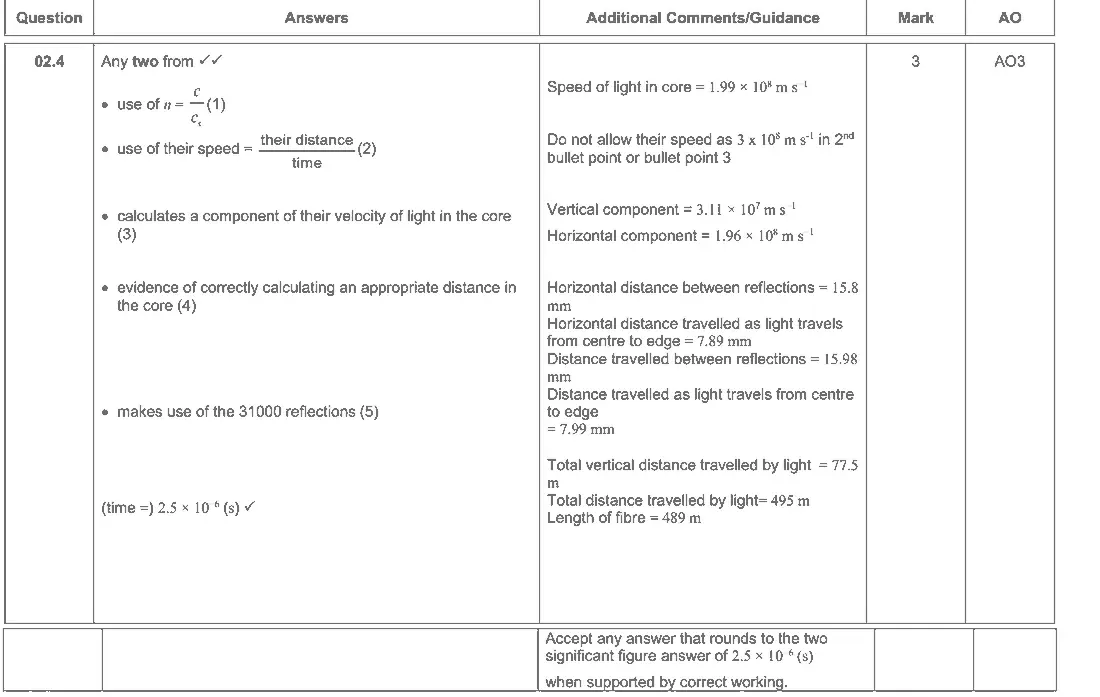 Question Answers Additional Comments/Guidance Mark AO
02.4 Any two from ✓✓ 3 AO3
Speed of light in core = 1.99 × 10⁸ m s⁻¹
• use of n = c/cₛ (1)
• use of their speed = their distance/time (2)
Do not allow their speed as 3 x 10⁸ m s⁻¹ in 2ⁿᵈ
bullet point or bullet point 3
• calculates a component of their velocity of light in the core
(3)
Vertical component = 3.11 × 10⁷ m s⁻¹
Horizontal component = 1.96 × 10⁸ m s⁻¹
• evidence of correctly calculating an appropriate distance in
the core (4)
Horizontal distance between reflections = 15.8
mm
Horizontal distance travelled as light travels
from centre to edge = 7.89 mm
Distance travelled between reflections = 15.98
mm
Distance travelled as light travels from centre
to edge
= 7.99 mm
• makes use of the 31000 reflections (5)
Total vertical distance travelled by light = 77.5
m
Total distance travelled by light= 495 m
Length of fibre = 489 m
(time =) 2.5 × 10⁻⁶ (s) ✓
Accept any answer that rounds to the two
significant figure answer of 2.5 × 10⁻⁶ (s)
when supported by correct working.